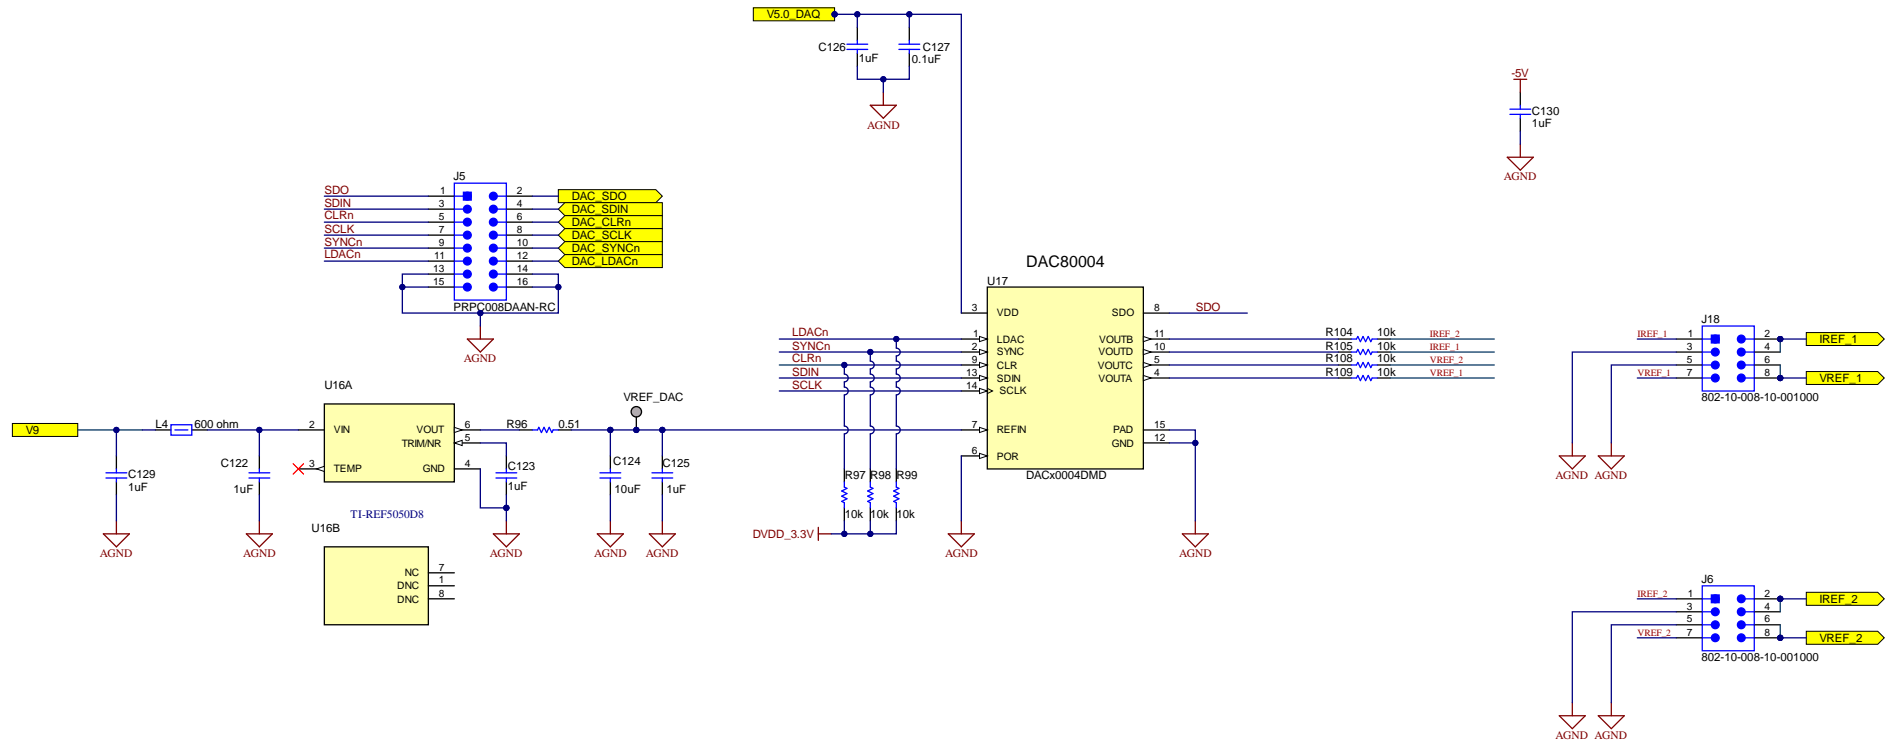 V5.0_DAQ
C126
1uF
C127
0.1uF
AGND
-5V
C130
1uF
AGND
J5
SDO 1 2 DAC_SDO
SDIN 3 4 DAC_SDIN
CLRn 5 6 DAC_CLRn
SCLK 7 8 DAC_SCLK
SYNCn 9 10 DAC_SYNCn
LDACn 11 12 DAC_LDACn
13 14
15 16
PRPC008DAAN-RC
AGND
DAC80004
U17
3 VDD SDO 8 SDO
LDACn 1 LDAC VOUTB 11 R104 10k IREF_2
SYNCn 2 SYNC VOUTD 10 R105 10k IREF_1
CLRn 9 CLR VOUTC 5 R108 10k VREF_2
SDIN 13 SDIN VOUTA 4 R109 10k VREF_1
SCLK 14 SCLK
7 REFIN PAD 15
GND 12
6 POR
DACx0004DMD
AGND
AGND
R97 R98 R99
10k 10k 10k
DVDD_3.3V
J18
IREF_1 1 2 IREF_1
3 4
5 6
VREF_1 7 8 VREF_1
802-10-008-10-001000
AGND AGND
U16A
V9
L4 600 ohm
2 VIN VOUT 6 R96 0.51
TRIM/NR 5
3 TEMP GND 4
VREF_DAC
C129
1uF
C122
1uF
C123
1uF
C124
10uF
C125
1uF
AGND AGND AGND AGND AGND
TI-REF5050D8
U16B
NC 7
DNC 1
DNC 8
J6
IREF_2 1 2 IREF_2
3 4
5 6
VREF_2 7 8 VREF_2
802-10-008-10-001000
AGND AGND